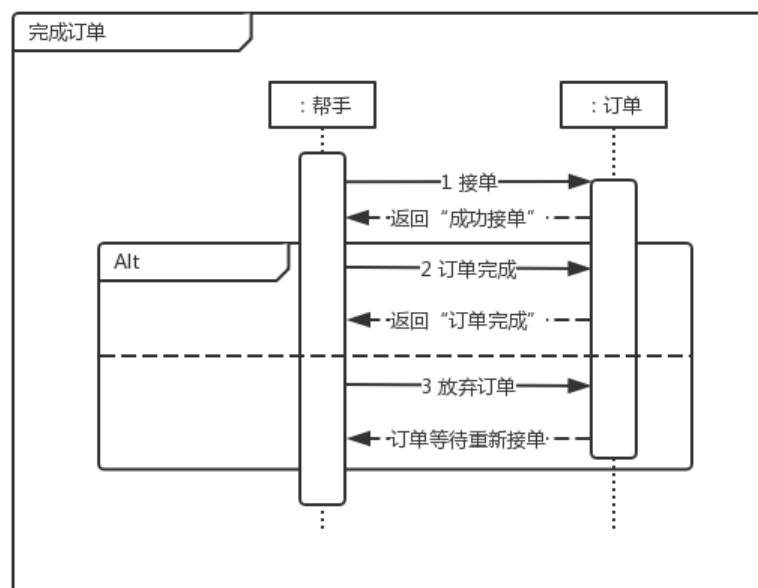 完成订单
：帮手
：订单
1 接单
返回“成功接单”
Alt
2 订单完成
返回“订单完成”
3 放弃订单
订单等待重新接单